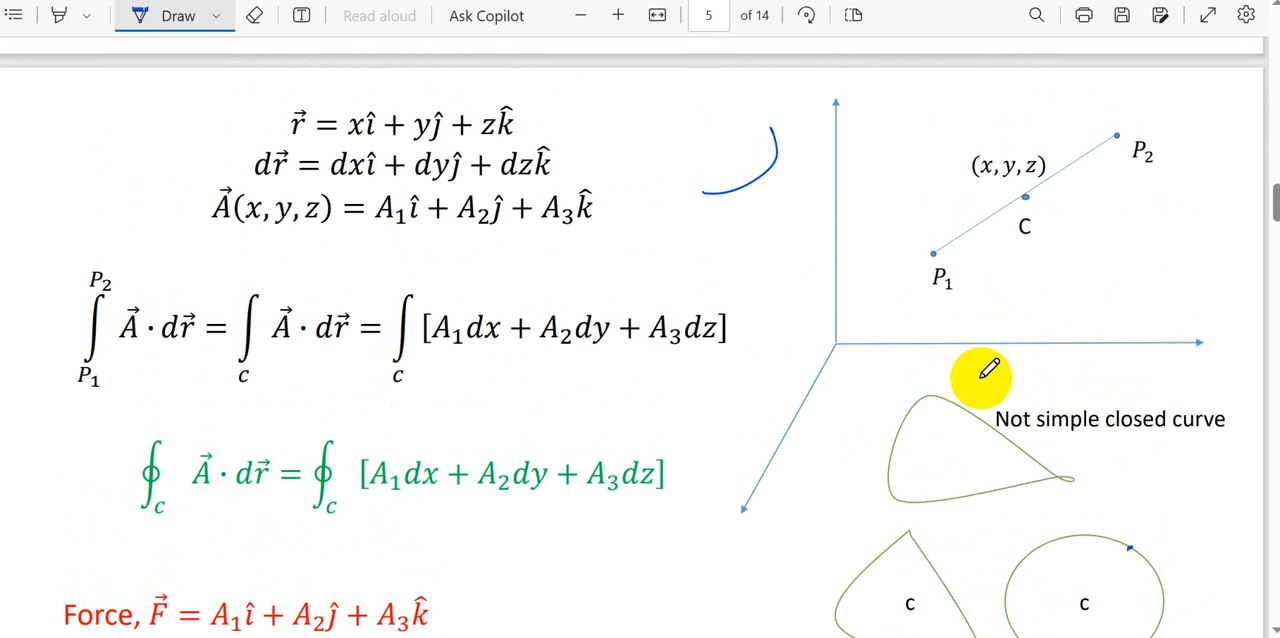 Draw
Read aloud
Ask Copilot
5 of 14
r⃗ = xî + yĵ + zk̂
dr⃗ = dxî + dyĵ + dzk̂
A⃗(x, y, z) = A₁î + A₂ĵ + A₃k̂
∫_{P₁}^{P₂} A⃗ · dr⃗ = ∫_c A⃗ · dr⃗ = ∫_c [A₁dx + A₂dy + A₃dz]
∮_c A⃗ · dr⃗ = ∮_c [A₁dx + A₂dy + A₃dz]
Force, F⃗ = A₁î + A₂ĵ + A₃k̂
P₂
(x, y, z)
C
P₁
Not simple closed curve
c
c